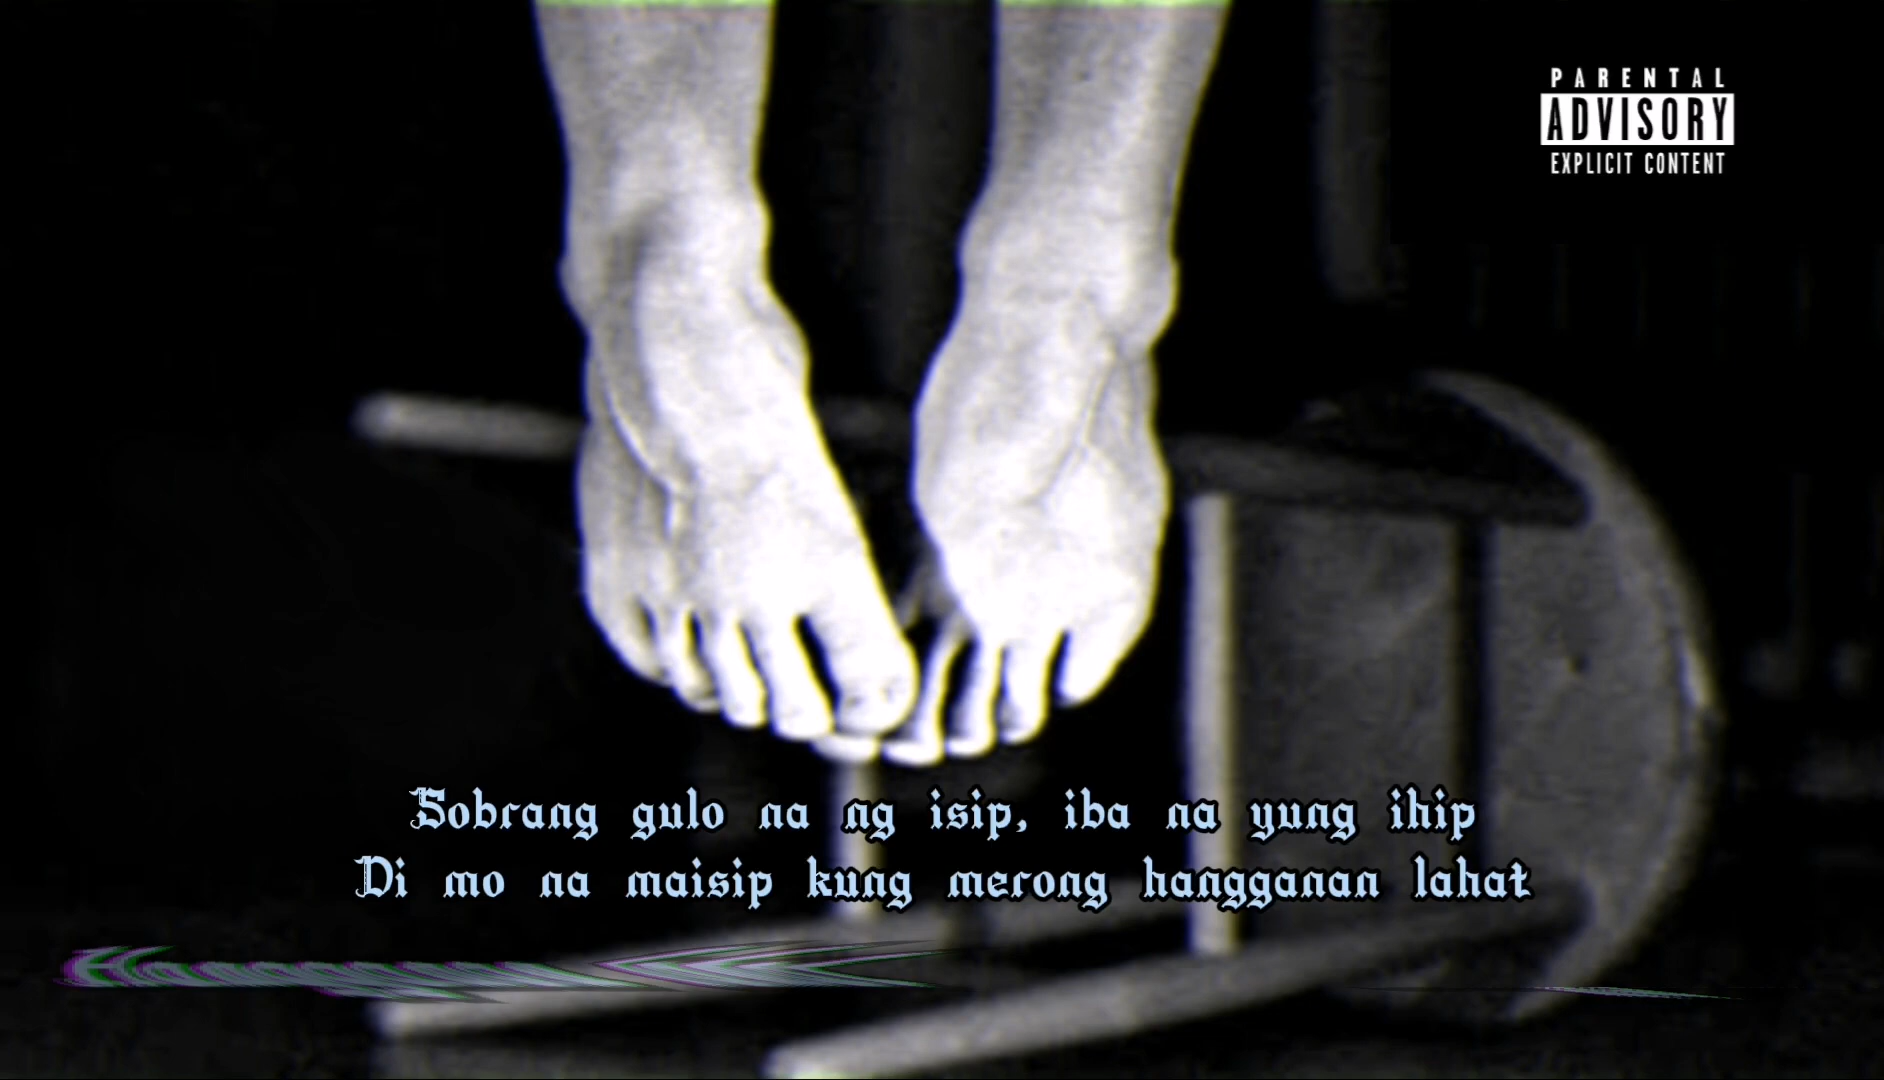 PARENTAL
ADVISORY
EXPLICIT CONTENT
Sobrang gulo na ng isip, iba na yung ihip
Di mo na maisip kung merong hangganan lahat